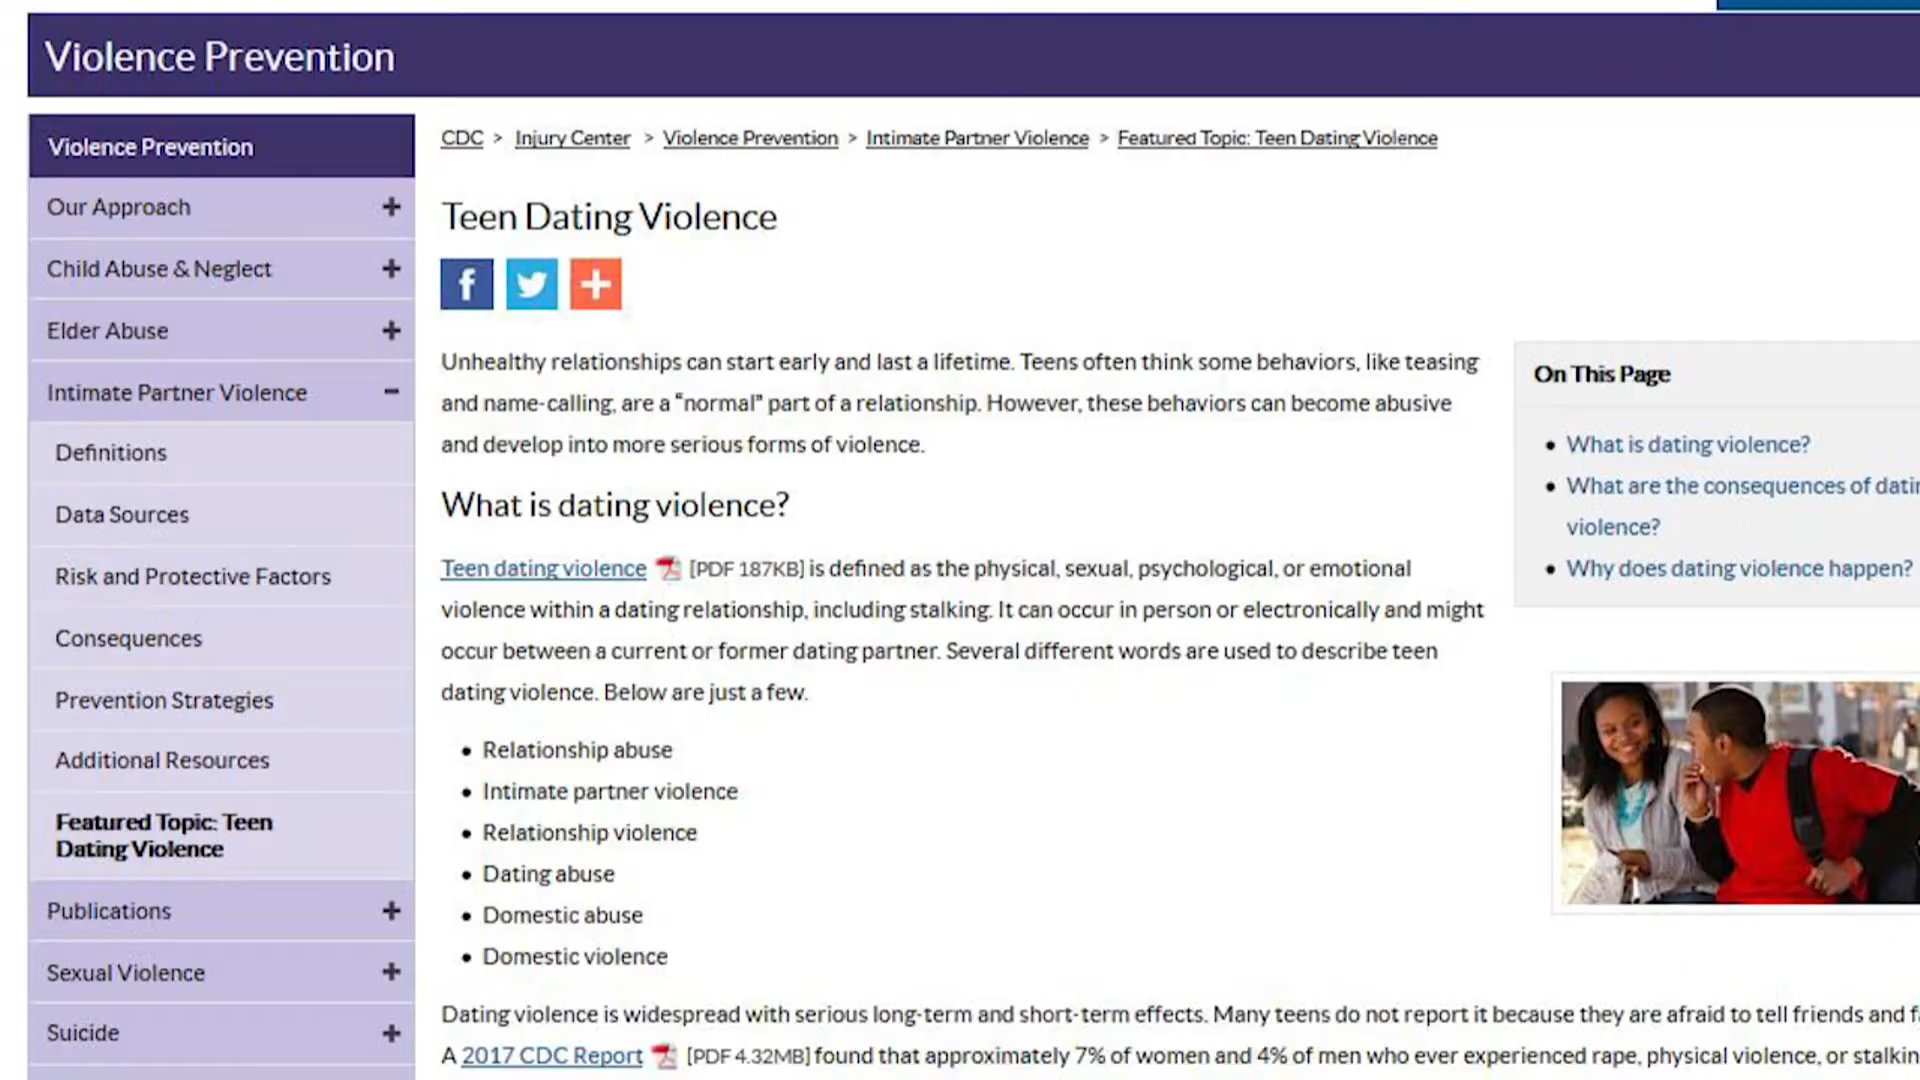 Violence Prevention
Violence Prevention
Our Approach
Child Abuse & Neglect
Elder Abuse
Intimate Partner Violence
Definitions
Data Sources
Risk and Protective Factors
Consequences
Prevention Strategies
Additional Resources
Featured Topic: Teen
Dating Violence
Publications
Sexual Violence
Suicide
CDC > Injury Center > Violence Prevention > Intimate Partner Violence > Featured Topic: Teen Dating Violence
Teen Dating Violence
Unhealthy relationships can start early and last a lifetime. Teens often think some behaviors, like teasing
and name-calling, are a "normal" part of a relationship. However, these behaviors can become abusive
and develop into more serious forms of violence.
What is dating violence?
Teen dating violence [PDF 187KB] is defined as the physical, sexual, psychological, or emotional
violence within a dating relationship, including stalking. It can occur in person or electronically and might
occur between a current or former dating partner. Several different words are used to describe teen
dating violence. Below are just a few.
• Relationship abuse
• Intimate partner violence
• Relationship violence
• Dating abuse
• Domestic abuse
• Domestic violence
Dating violence is widespread with serious long-term and short-term effects. Many teens do not report it because they are afraid to tell friends and
A 2017 CDC Report [PDF 4.32MB] found that approximately 7% of women and 4% of men who ever experienced rape, physical violence, or
On This Page
• What is dating violence?
• What are the consequences of
violence?
• Why does dating violence happen?